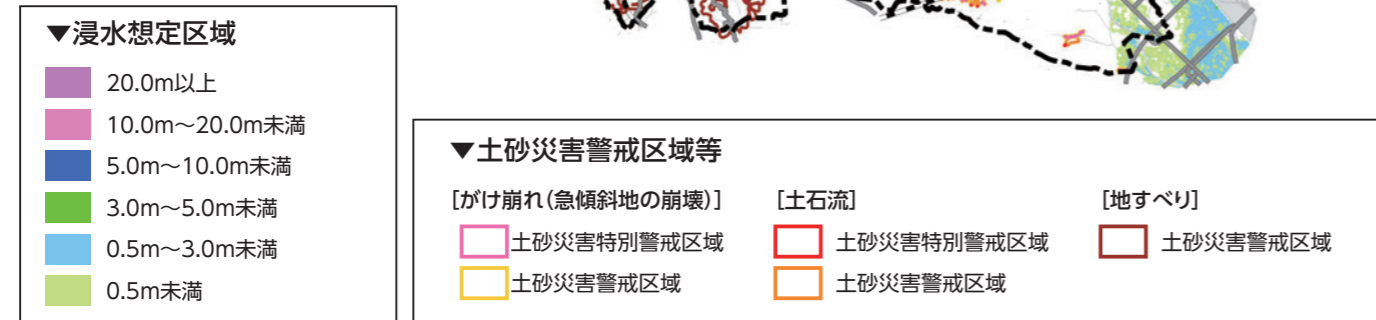 ▼浸水想定区域
20.0m以上
10.0m～20.0m未満
5.0m～10.0m未満
3.0m～5.0m未満
0.5m～3.0m未満
0.5m未満
▼土砂災害警戒区域等
[がけ崩れ（急傾斜地の崩壊）] [土石流] [地すべり]
土砂災害特別警戒区域 土砂災害特別警戒区域 土砂災害警戒区域
土砂災害警戒区域 土砂災害警戒区域